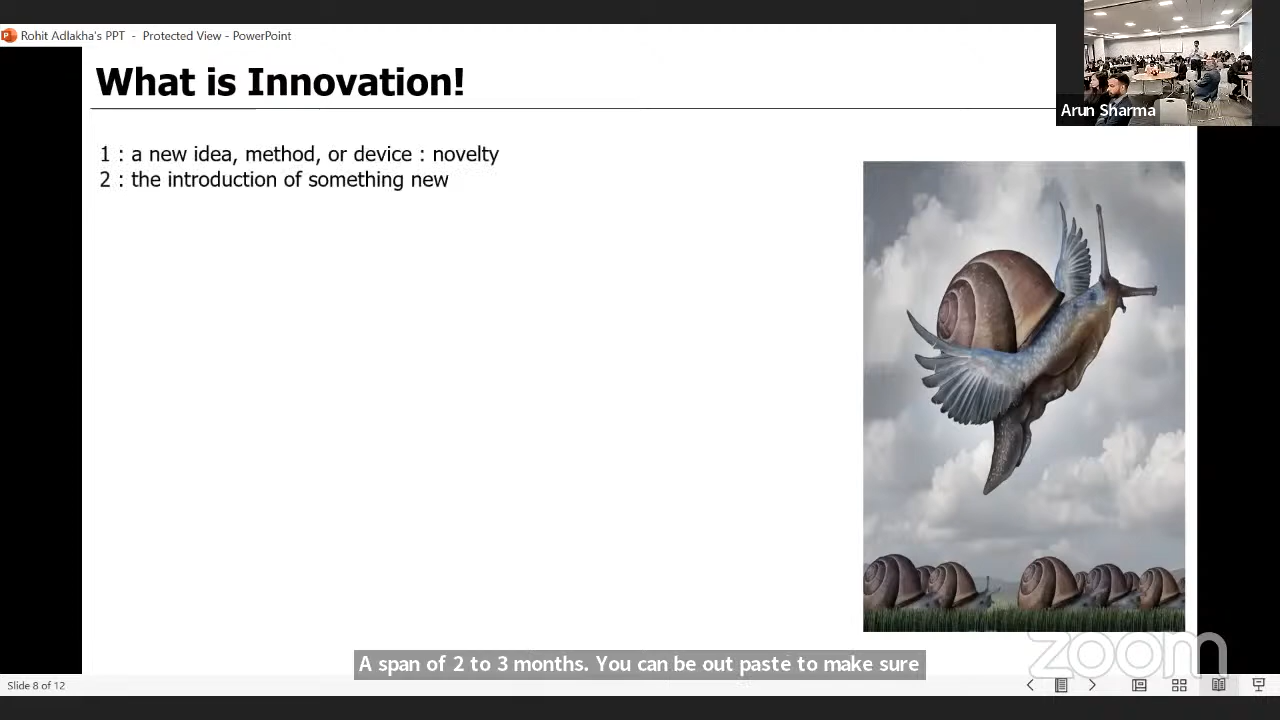 Rohit Adlakha's PPT - Protected View - PowerPoint
What is Innovation!
Arun Sharma
1 : a new idea, method, or device : novelty
2 : the introduction of something new
A span of 2 to 3 months. You can be out paste to make sure
zoom
Slide 8 of 12